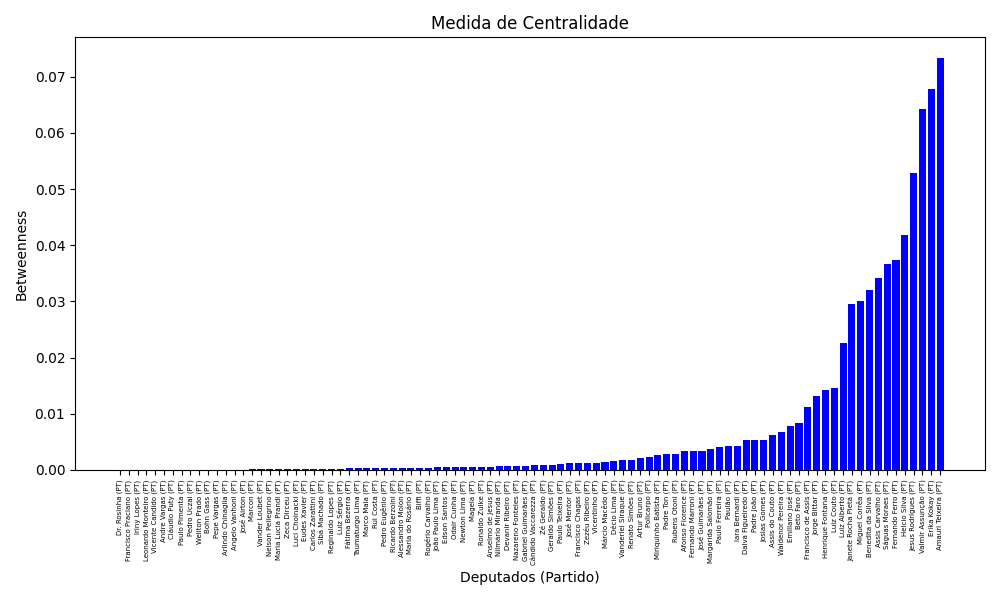 Medida de Centralidade
Betweenness
0.07
0.06
0.05
0.04
0.03
0.02
0.01
0.00
Dr. Rosinha (PT)
Francisco Praciano (PT)
Iriny Lopes (PT)
Leonardo Monteiro (PT)
Vicente Candido (PT)
Andre Vargas (PT)
Cláudio Puty (PT)
Paulo Pimenta (PT)
Pedro Uczai (PT)
Weliton Prado (PT)
Bohn Gass (PT)
Pepe Vargas (PT)
Arlindo Chinaglia (PT)
Angelo Vanhoni (PT)
José Airton (PT)
Marcon (PT)
Vander Loubet (PT)
Nelson Pellegrino (PT)
Maria Lucia Prandi (PT)
Zeca Dirceu (PT)
Luci Choinacki (PT)
Eudes Xavier (PT)
Carlos Zarattini (PT)
Sibá Machado (PT)
Reginaldo Lopes (PT)
Luiz Sérgio (PT)
Fátima Bezerra (PT)
Taumaturgo Lima (PT)
Marco Maia (PT)
Rui Costa (PT)
Pedro Eugênio (PT)
Ricardo Berzoini (PT)
Alessandro Molon (PT)
Maria do Rosário (PT)
Biffi (PT)
Rogério Carvalho (PT)
João Paulo Lima (PT)
Edson Santos (PT)
Odair Cunha (PT)
Newton Lima (PT)
Magela (PT)
Ronaldo Zulke (PT)
Anselmo de Jesus (PT)
Nilmário Miranda (PT)
Devanir Ribeiro (PT)
Nazareno Fonteles (PT)
Gabriel Guimarães (PT)
Cândido Vaccarezza (PT)
Zé Geraldo (PT)
Geraldo Simões (PT)
Paulo Teixeira (PT)
José Mentor (PT)
Francisco Chagas (PT)
Zezéu Ribeiro (PT)
Vicentinho (PT)
Márcio Macêdo (PT)
Décio Lima (PT)
Vanderlei Siraque (PT)
Renato Simões (PT)
Artur Bruno (PT)
Policarpo (PT)
Miriquinho Batista (PT)
Padre Ton (PT)
Rubens Otoni (PT)
Afonso Florence (PT)
Fernando Marroni (PT)
José Guimarães (PT)
Margarida Salomão (PT)
Paulo Ferreira (PT)
Paulão (PT)
Iara Bernardi (PT)
Dalva Figueiredo (PT)
Padre João (PT)
Josias Gomes (PT)
Assis do Couto (PT)
Waldenor Pereira (PT)
Emiliano José (PT)
Beto Faro (PT)
Francisco de Assis (PT)
Jorge Bittar (PT)
Henrique Fontana (PT)
Luiz Couto (PT)
Luiz Alberto (PT)
Janete Rocha Pietá (PT)
Miguel Corrêa (PT)
Benedita da Silva (PT)
Assis Carvalho (PT)
Ságuas Moraes (PT)
Fernando Ferro (PT)
Helcio Silva (PT)
Jesus Rodrigues (PT)
Valmir Assunção (PT)
Erika Kokay (PT)
Amauri Teixeira (PT)
Deputados (Partido)